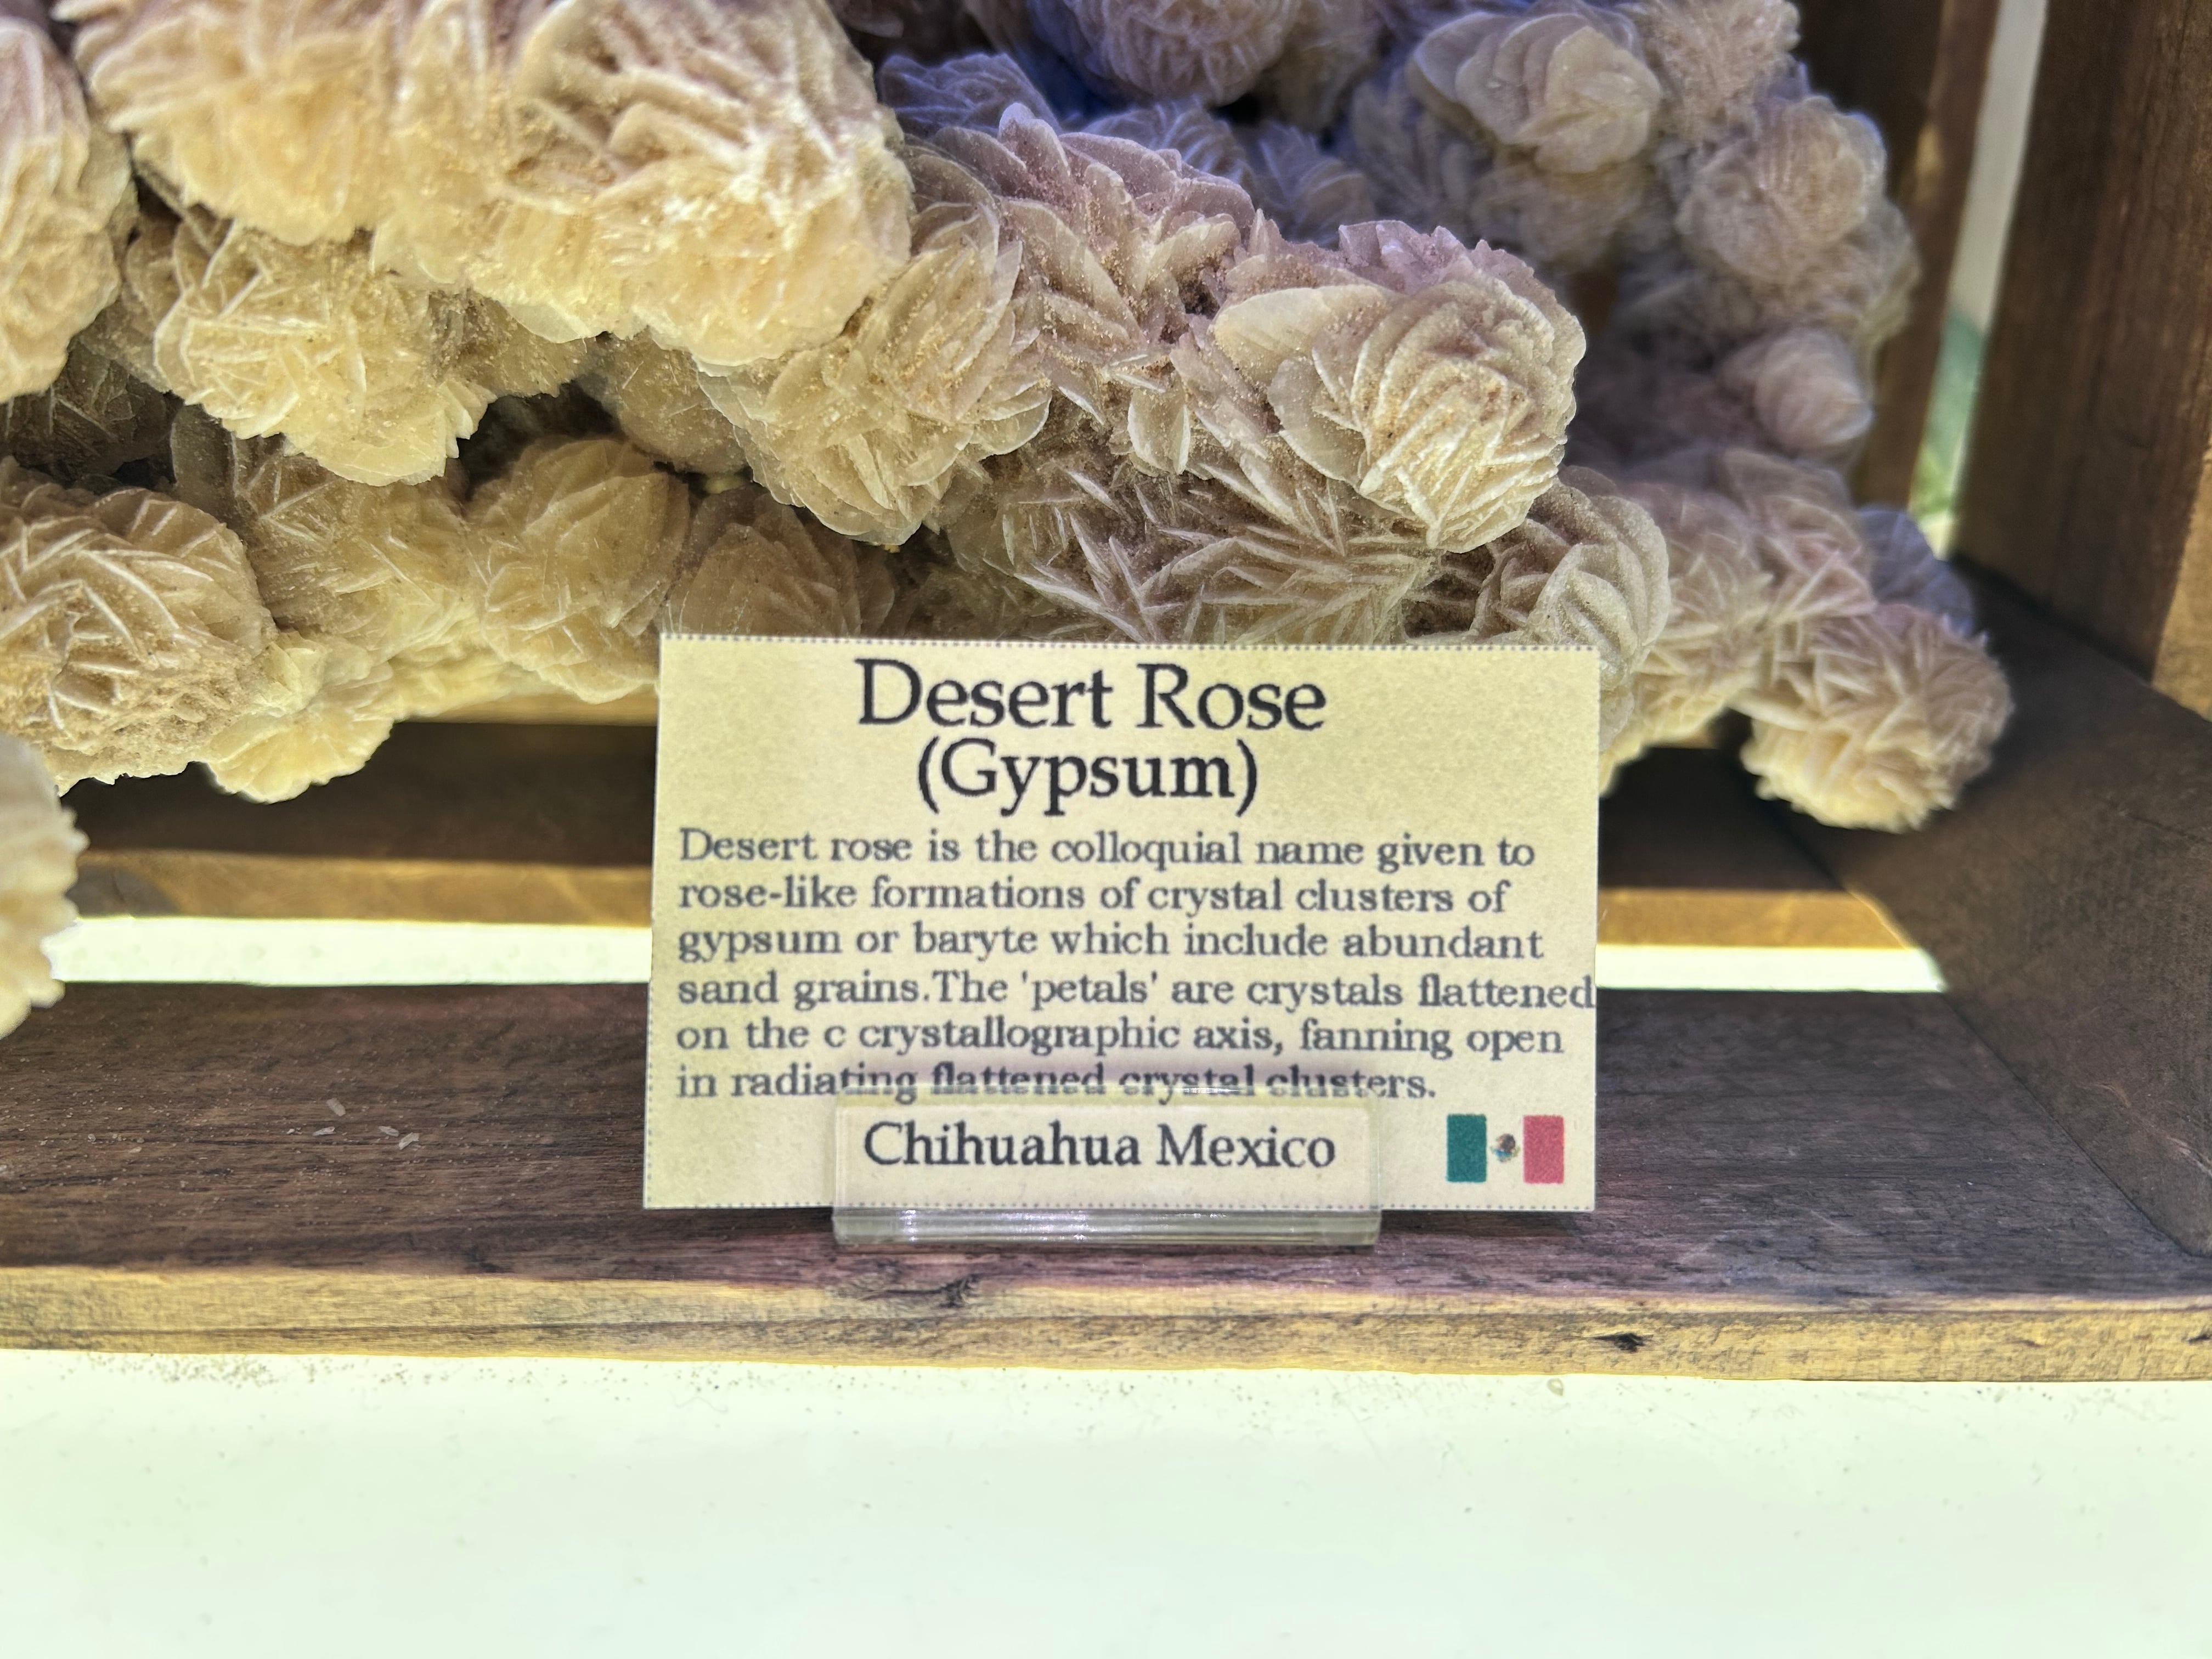 Desert Rose
(Gypsum)
Desert rose is the colloquial name given to
rose-like formations of crystal clusters of
gypsum or baryte which include abundant
sand grains.The 'petals' are crystals flattened
on the c crystallographic axis, fanning open
in radiating flattened crystal clusters.
Chihuahua Mexico